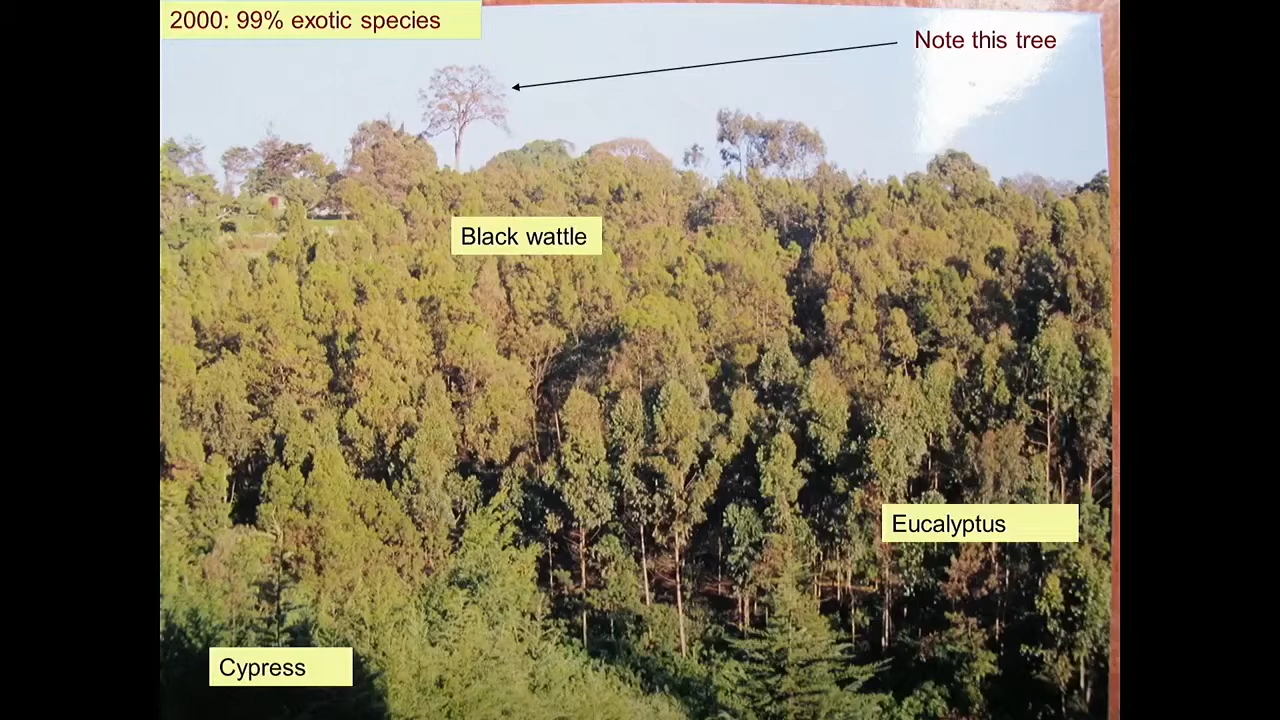 2000: 99% exotic species
Note this tree
Black wattle
Eucalyptus
Cypress